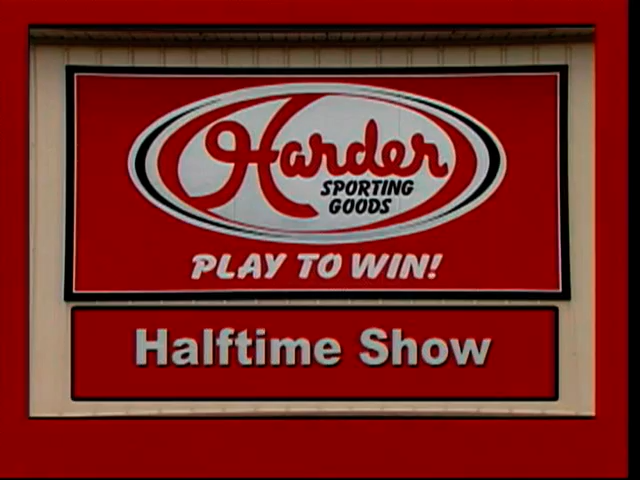 Harder
SPORTING
GOODS
PLAY TO WIN!
Halftime Show